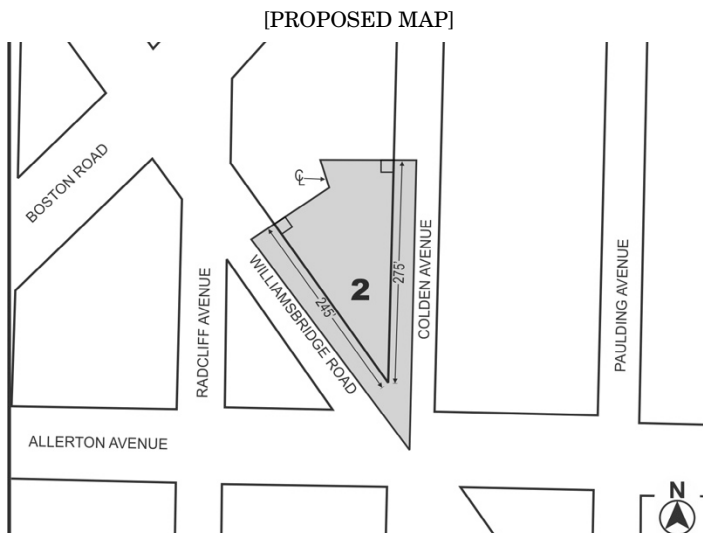 [PROPOSED MAP]
BOSTON ROAD
℄
RADCLIFF AVENUE
WILLIAMSBRIDGE ROAD
245'
2
275'
COLDEN AVENUE
PAULDING AVENUE
ALLERTON AVENUE
N